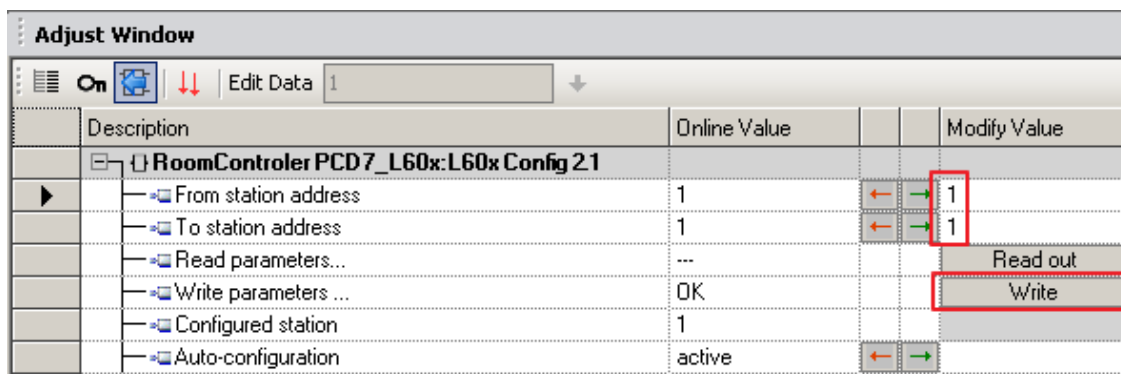 Adjust Window
Edit Data 1
Description Online Value Modify Value
RoomControler PCD7_L60x:L60x Config 2.1
From station address 1 1
To station address 1 1
Read parameters... --- Read out
Write parameters ... OK Write
Configured station 1
Auto-configuration active